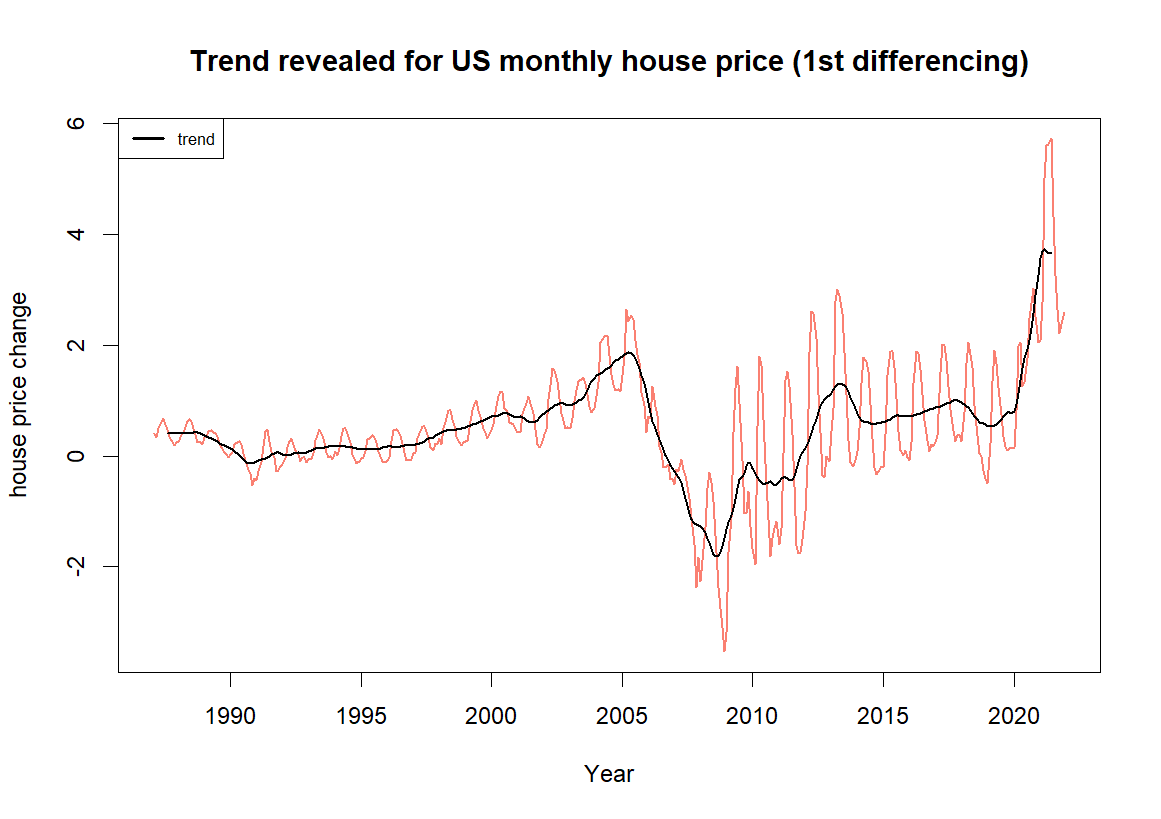 Trend revealed for US monthly house price (1st differencing)
trend
6
4
2
0
-2
house price change
1990 1995 2000 2005 2010 2015 2020
Year